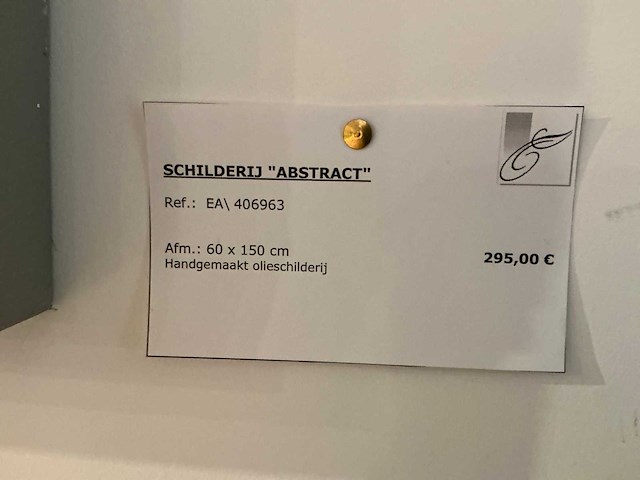 SCHILDERIJ "ABSTRACT"
Ref.: EA\ 406963
Afm.: 60 x 150 cm
Handgemaakt olieschilderij
295,00 €